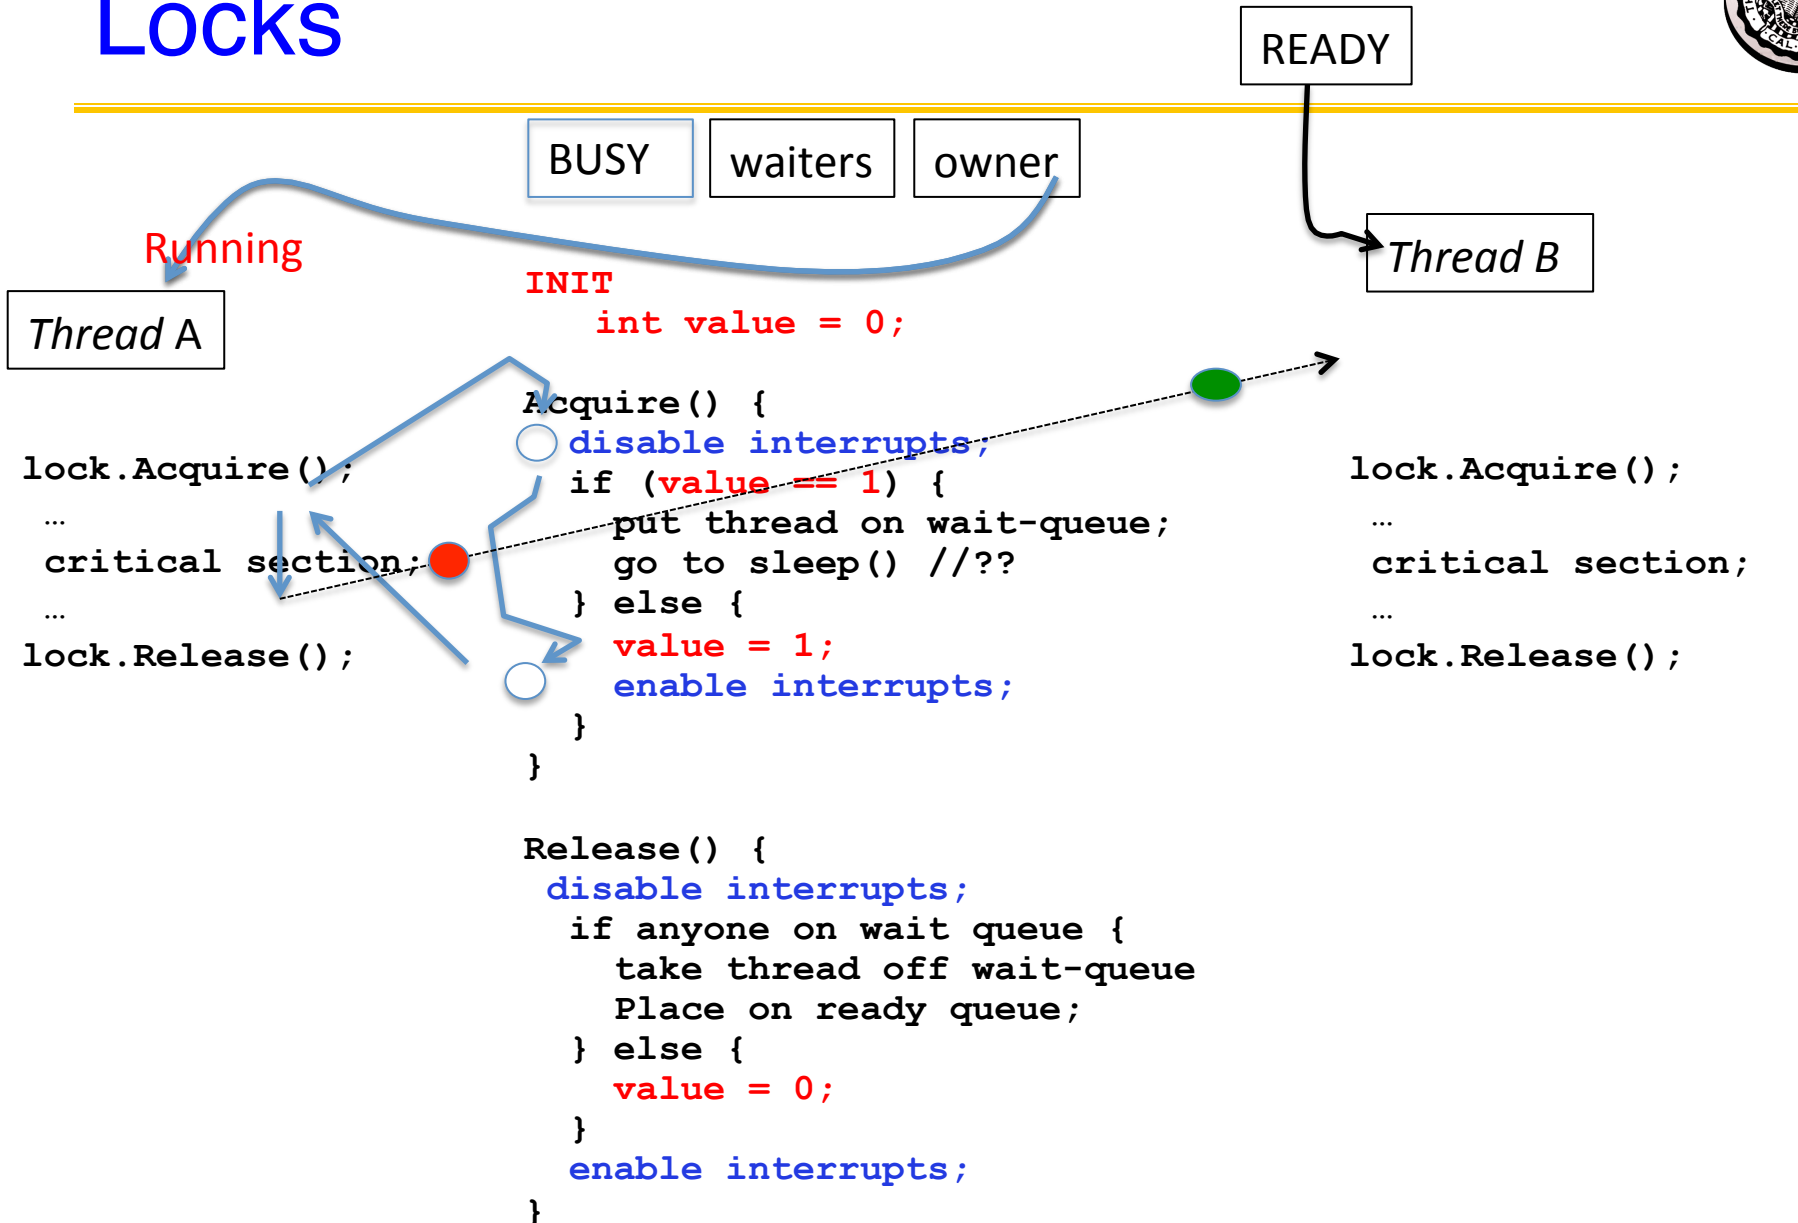 Locks
READY
BUSY
waiters
owner
Running
Thread B
Thread A
INIT
int value = 0;
Acquire() {
disable interrupts;
if (value == 1) {
put thread on wait-queue;
go to sleep() //??
} else {
value = 1;
enable interrupts;
}
}
Release() {
disable interrupts;
if anyone on wait queue {
take thread off wait-queue
Place on ready queue;
} else {
value = 0;
}
enable interrupts;
}
lock.Acquire();
…
critical section;
…
lock.Release();
lock.Acquire();
…
critical section;
…
lock.Release();